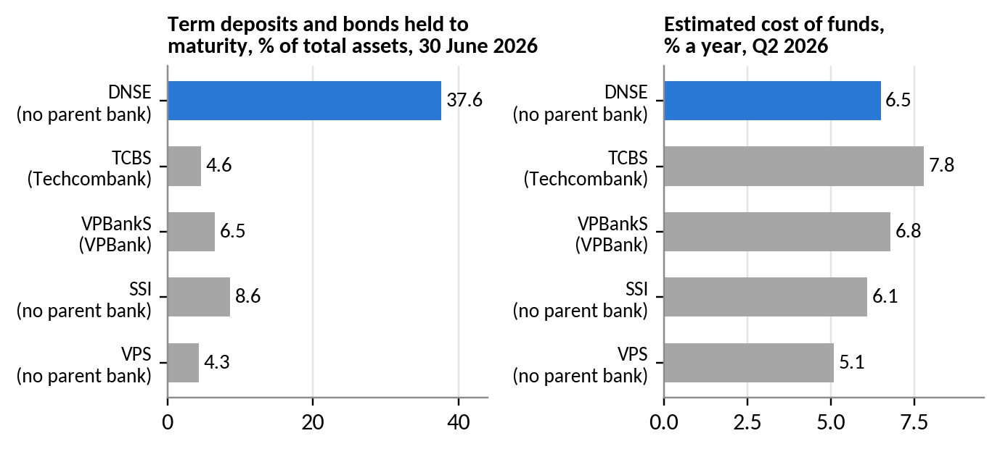 Term deposits and bonds held to
maturity, % of total assets, 30 June 2026
DNSE
(no parent bank)
37.6
TCBS
(Techcombank)
4.6
VPBankS
(VPBank)
6.5
SSI
(no parent bank)
8.6
VPS
(no parent bank)
4.3
0 20 40
Estimated cost of funds,
% a year, Q2 2026
DNSE
(no parent bank)
6.5
TCBS
(Techcombank)
7.8
VPBankS
(VPBank)
6.8
SSI
(no parent bank)
6.1
VPS
(no parent bank)
5.1
0.0 2.5 5.0 7.5